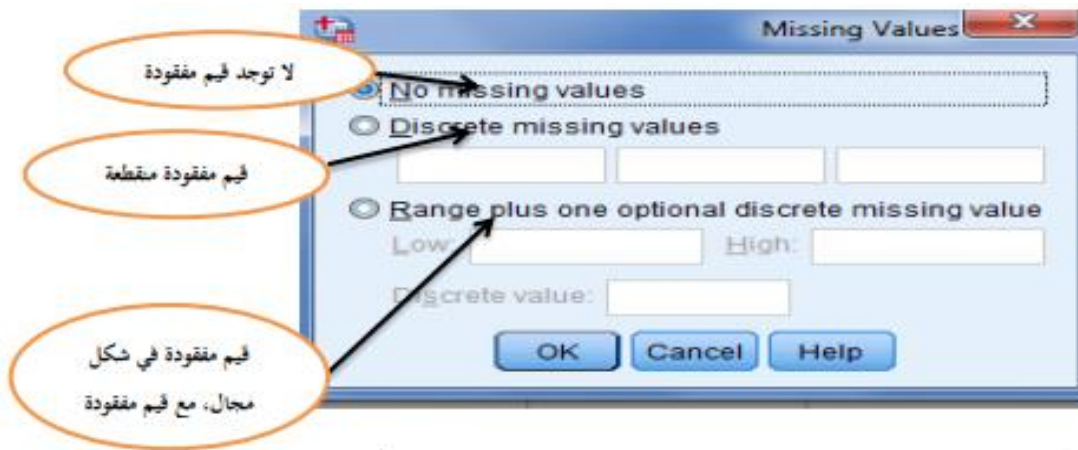 Missing Values
لا توجد قيم مفقودة
No missing values
Discrete missing values
قيم مفقودة منقطعة
Range plus one optional discrete missing value
Low: High:
Discrete value:
قيم مفقودة في شكل
مجال، مع قيم مفقودة
OK Cancel Help